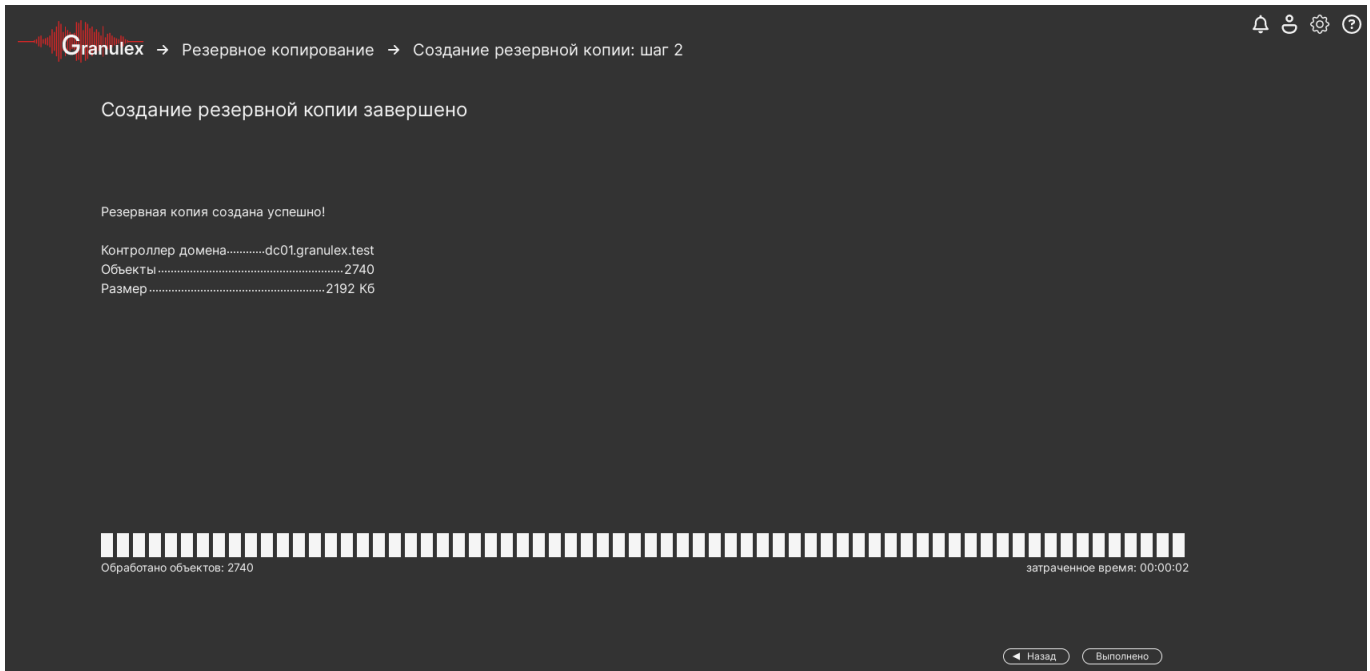 Granulex → Резервное копирование → Создание резервной копии: шаг 2
Создание резервной копии завершено
Резервная копия создана успешно!
Контроллер домена............dc01.granulex.test
Объекты..........................................................2740
Размер.......................................................2192 Кб
Обработано объектов: 2740
затраченное время: 00:00:02
◄ Назад
Выполнено